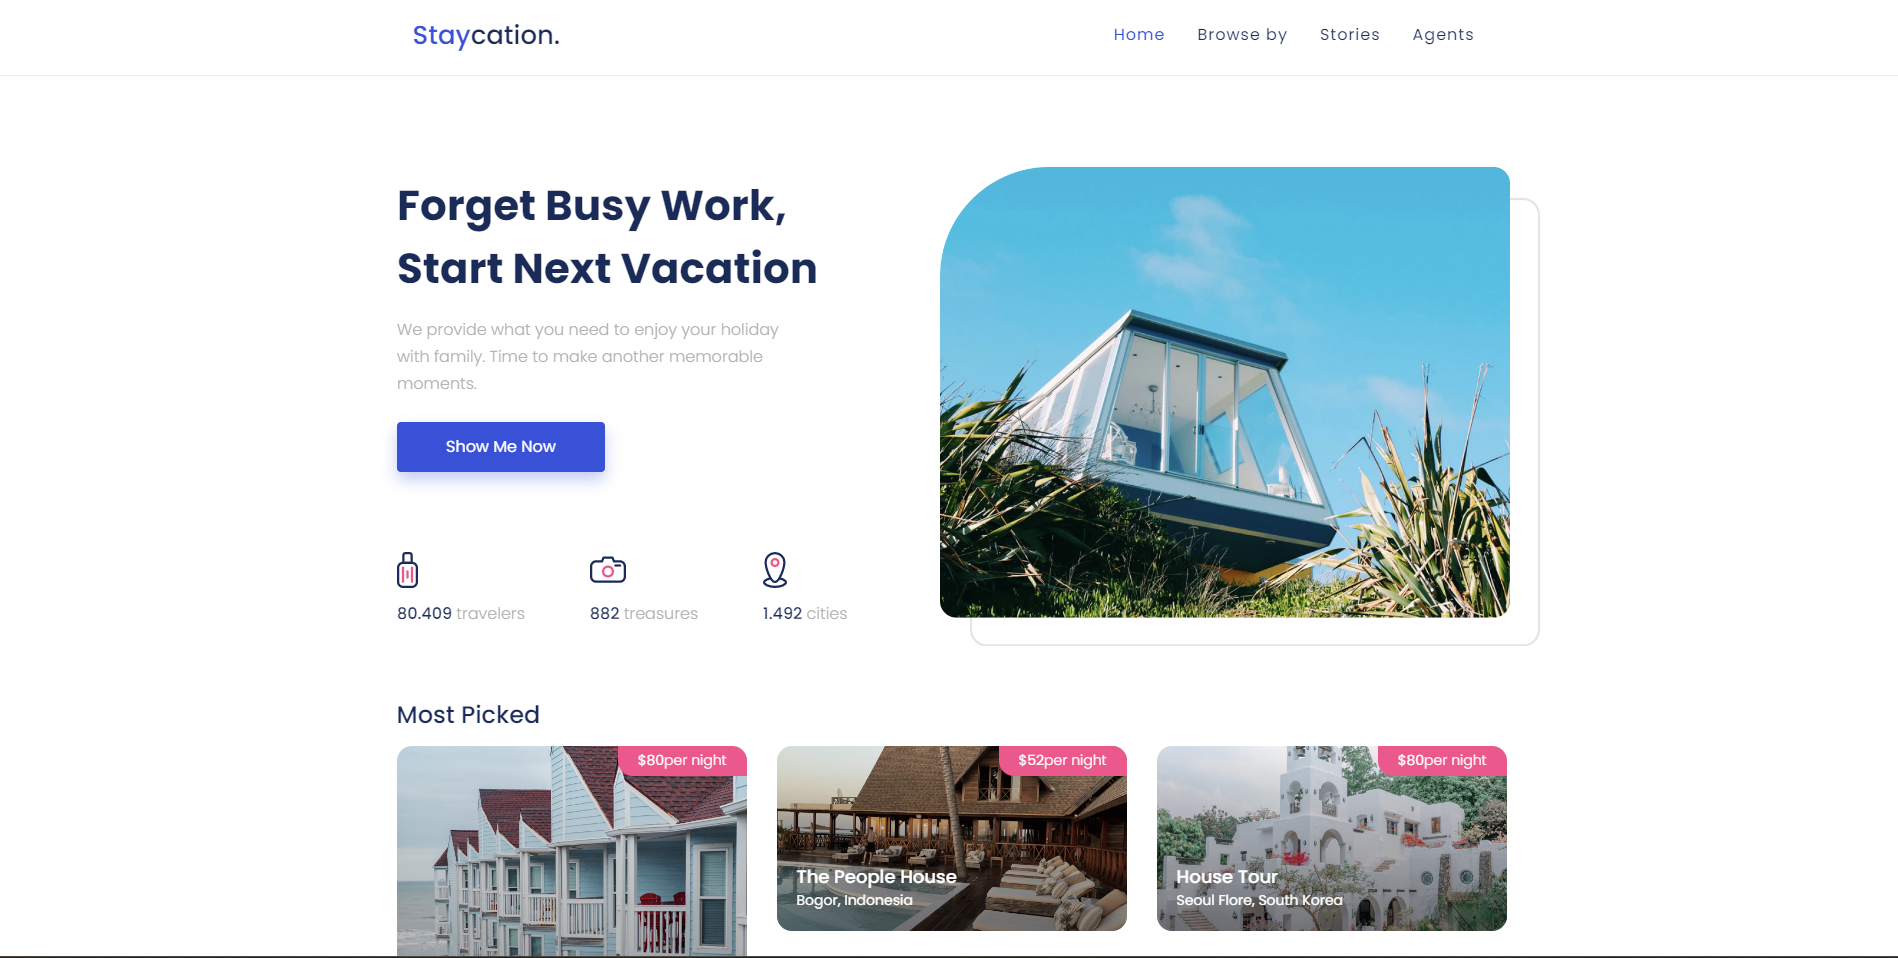 Staycation.
Home
Browse by
Stories
Agents
Forget Busy Work,
Start Next Vacation
We provide what you need to enjoy your holiday
with family. Time to make another memorable
moments.
Show Me Now
80.409 travelers
882 treasures
1.492 cities
Most Picked
$80per night
$52per night
The People House
Bogor, Indonesia
$80per night
House Tour
Seoul Flore, South Korea